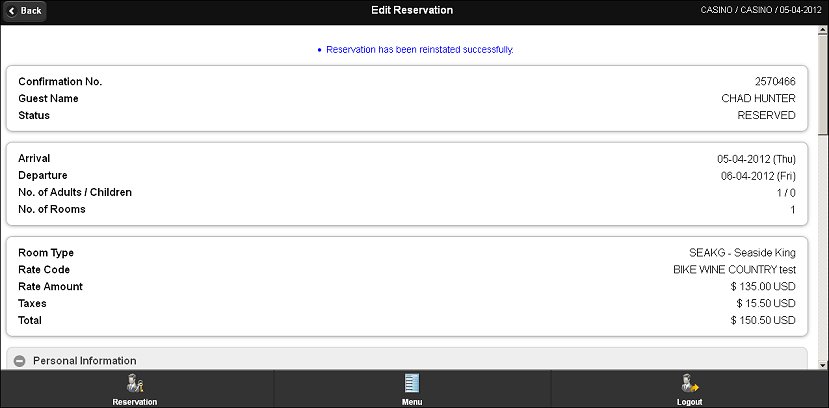 Back
Edit Reservation
CASINO / CASINO / 05-04-2012
• Reservation has been reinstated successfully.
Confirmation No. 2570466
Guest Name CHAD HUNTER
Status RESERVED
Arrival 05-04-2012 (Thu)
Departure 06-04-2012 (Fri)
No. of Adults / Children 1 / 0
No. of Rooms 1
Room Type SEAKG - Seaside King
Rate Code BIKE WINE COUNTRY test
Rate Amount $ 135.00 USD
Taxes $ 15.50 USD
Total $ 150.50 USD
Personal Information
Reservation Menu Logout